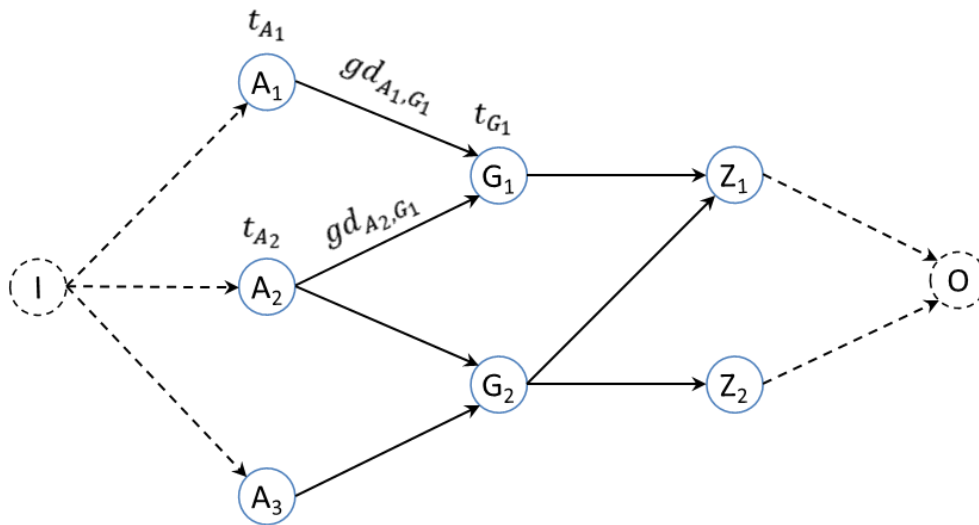 t_{A_1}
A_1
gd_{A_1,G_1}
t_{G_1}
G_1
Z_1
gd_{A_2,G_1}
t_{A_2}
I
A_2
O
G_2
Z_2
A_3